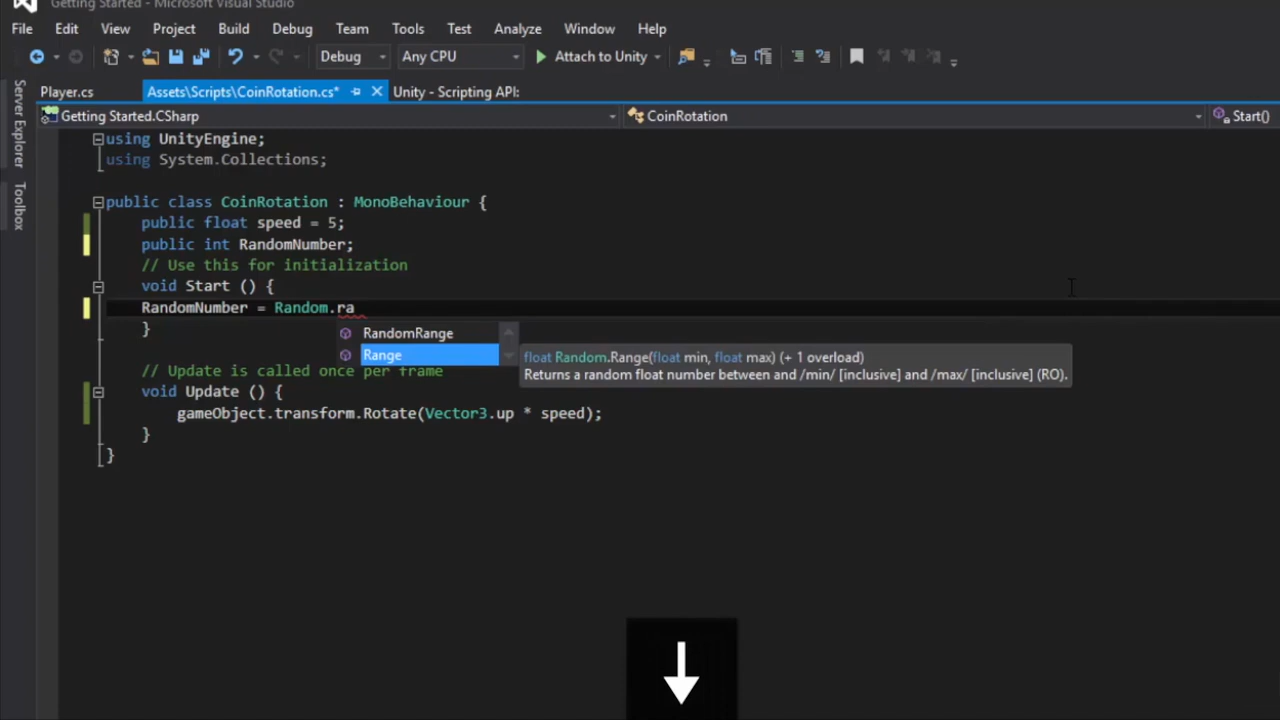 Getting Started - Microsoft Visual Studio
File Edit View Project Build Debug Team Tools Test Analyze Window Help
Debug Any CPU Attach to Unity
Server Explorer
Toolbox
Player.cs Assets\Scripts\CoinRotation.cs* Unity - Scripting API:
Getting Started.CSharp CoinRotation Start()
using UnityEngine;
using System.Collections;
public class CoinRotation : MonoBehaviour {
public float speed = 5;
public int RandomNumber;
// Use this for initialization
void Start () {
RandomNumber = Random.ra
}
RandomRange
Range
float Random.Range(float min, float max) (+ 1 overload)
Returns a random float number between and /min/ [inclusive] and /max/ [inclusive] (RO).
// Update is called once per frame
void Update () {
gameObject.transform.Rotate(Vector3.up * speed);
}
}